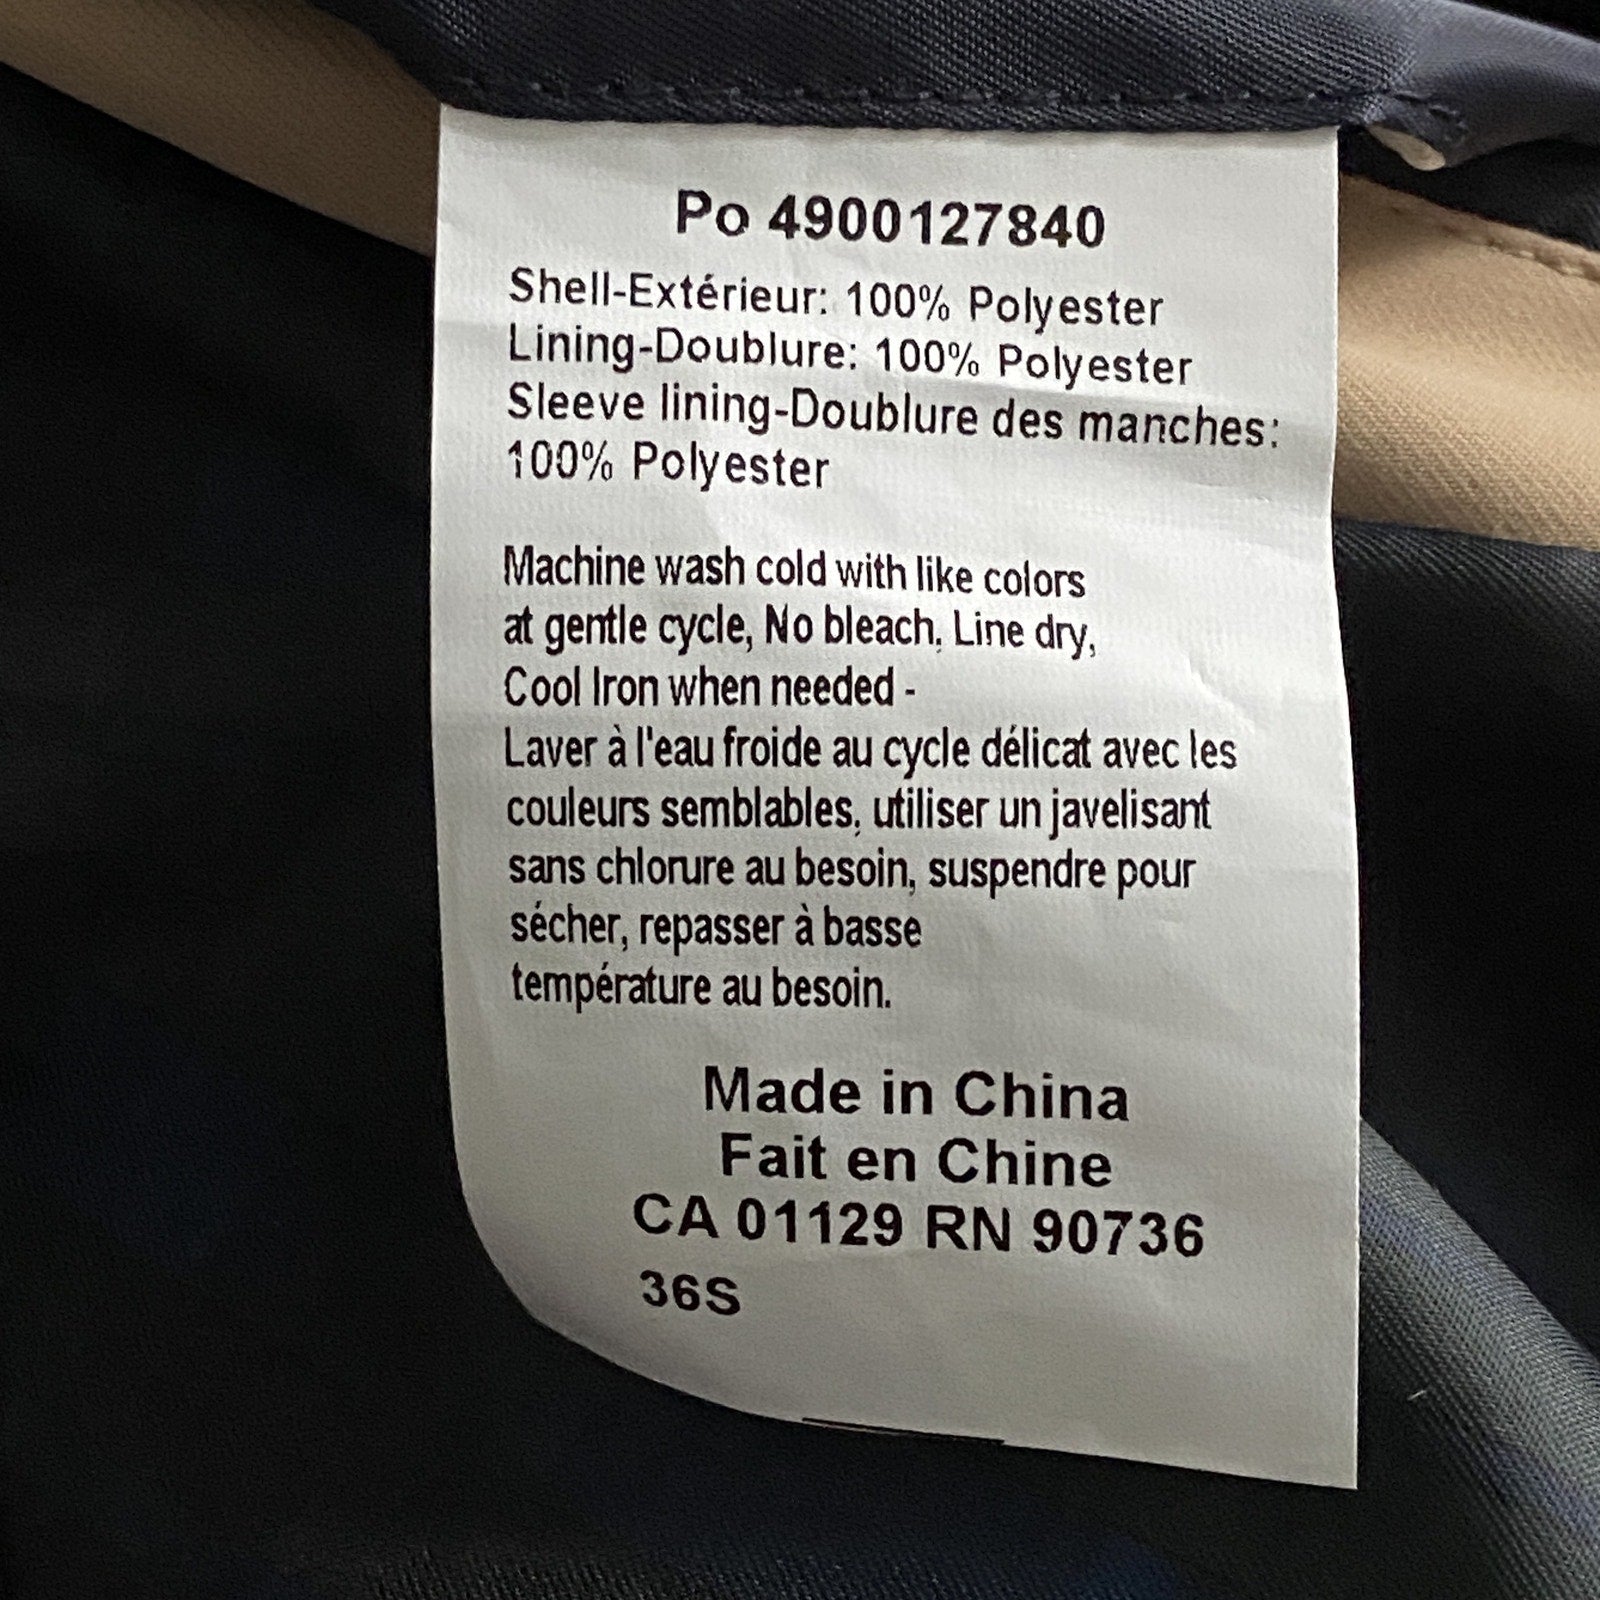 Po 4900127840
Shell-Extérieur: 100% Polyester
Lining-Doublure: 100% Polyester
Sleeve lining-Doublure des manches:
100% Polyester
Machine wash cold with like colors
at gentle cycle, No bleach, Line dry,
Cool Iron when needed -
Laver à l'eau froide au cycle délicat avec les
couleurs semblables, utiliser un javelisant
sans chlorure au besoin, suspendre pour
sécher, repasser à basse
température au besoin.
Made in China
Fait en Chine
CA 01129 RN 90736
36S